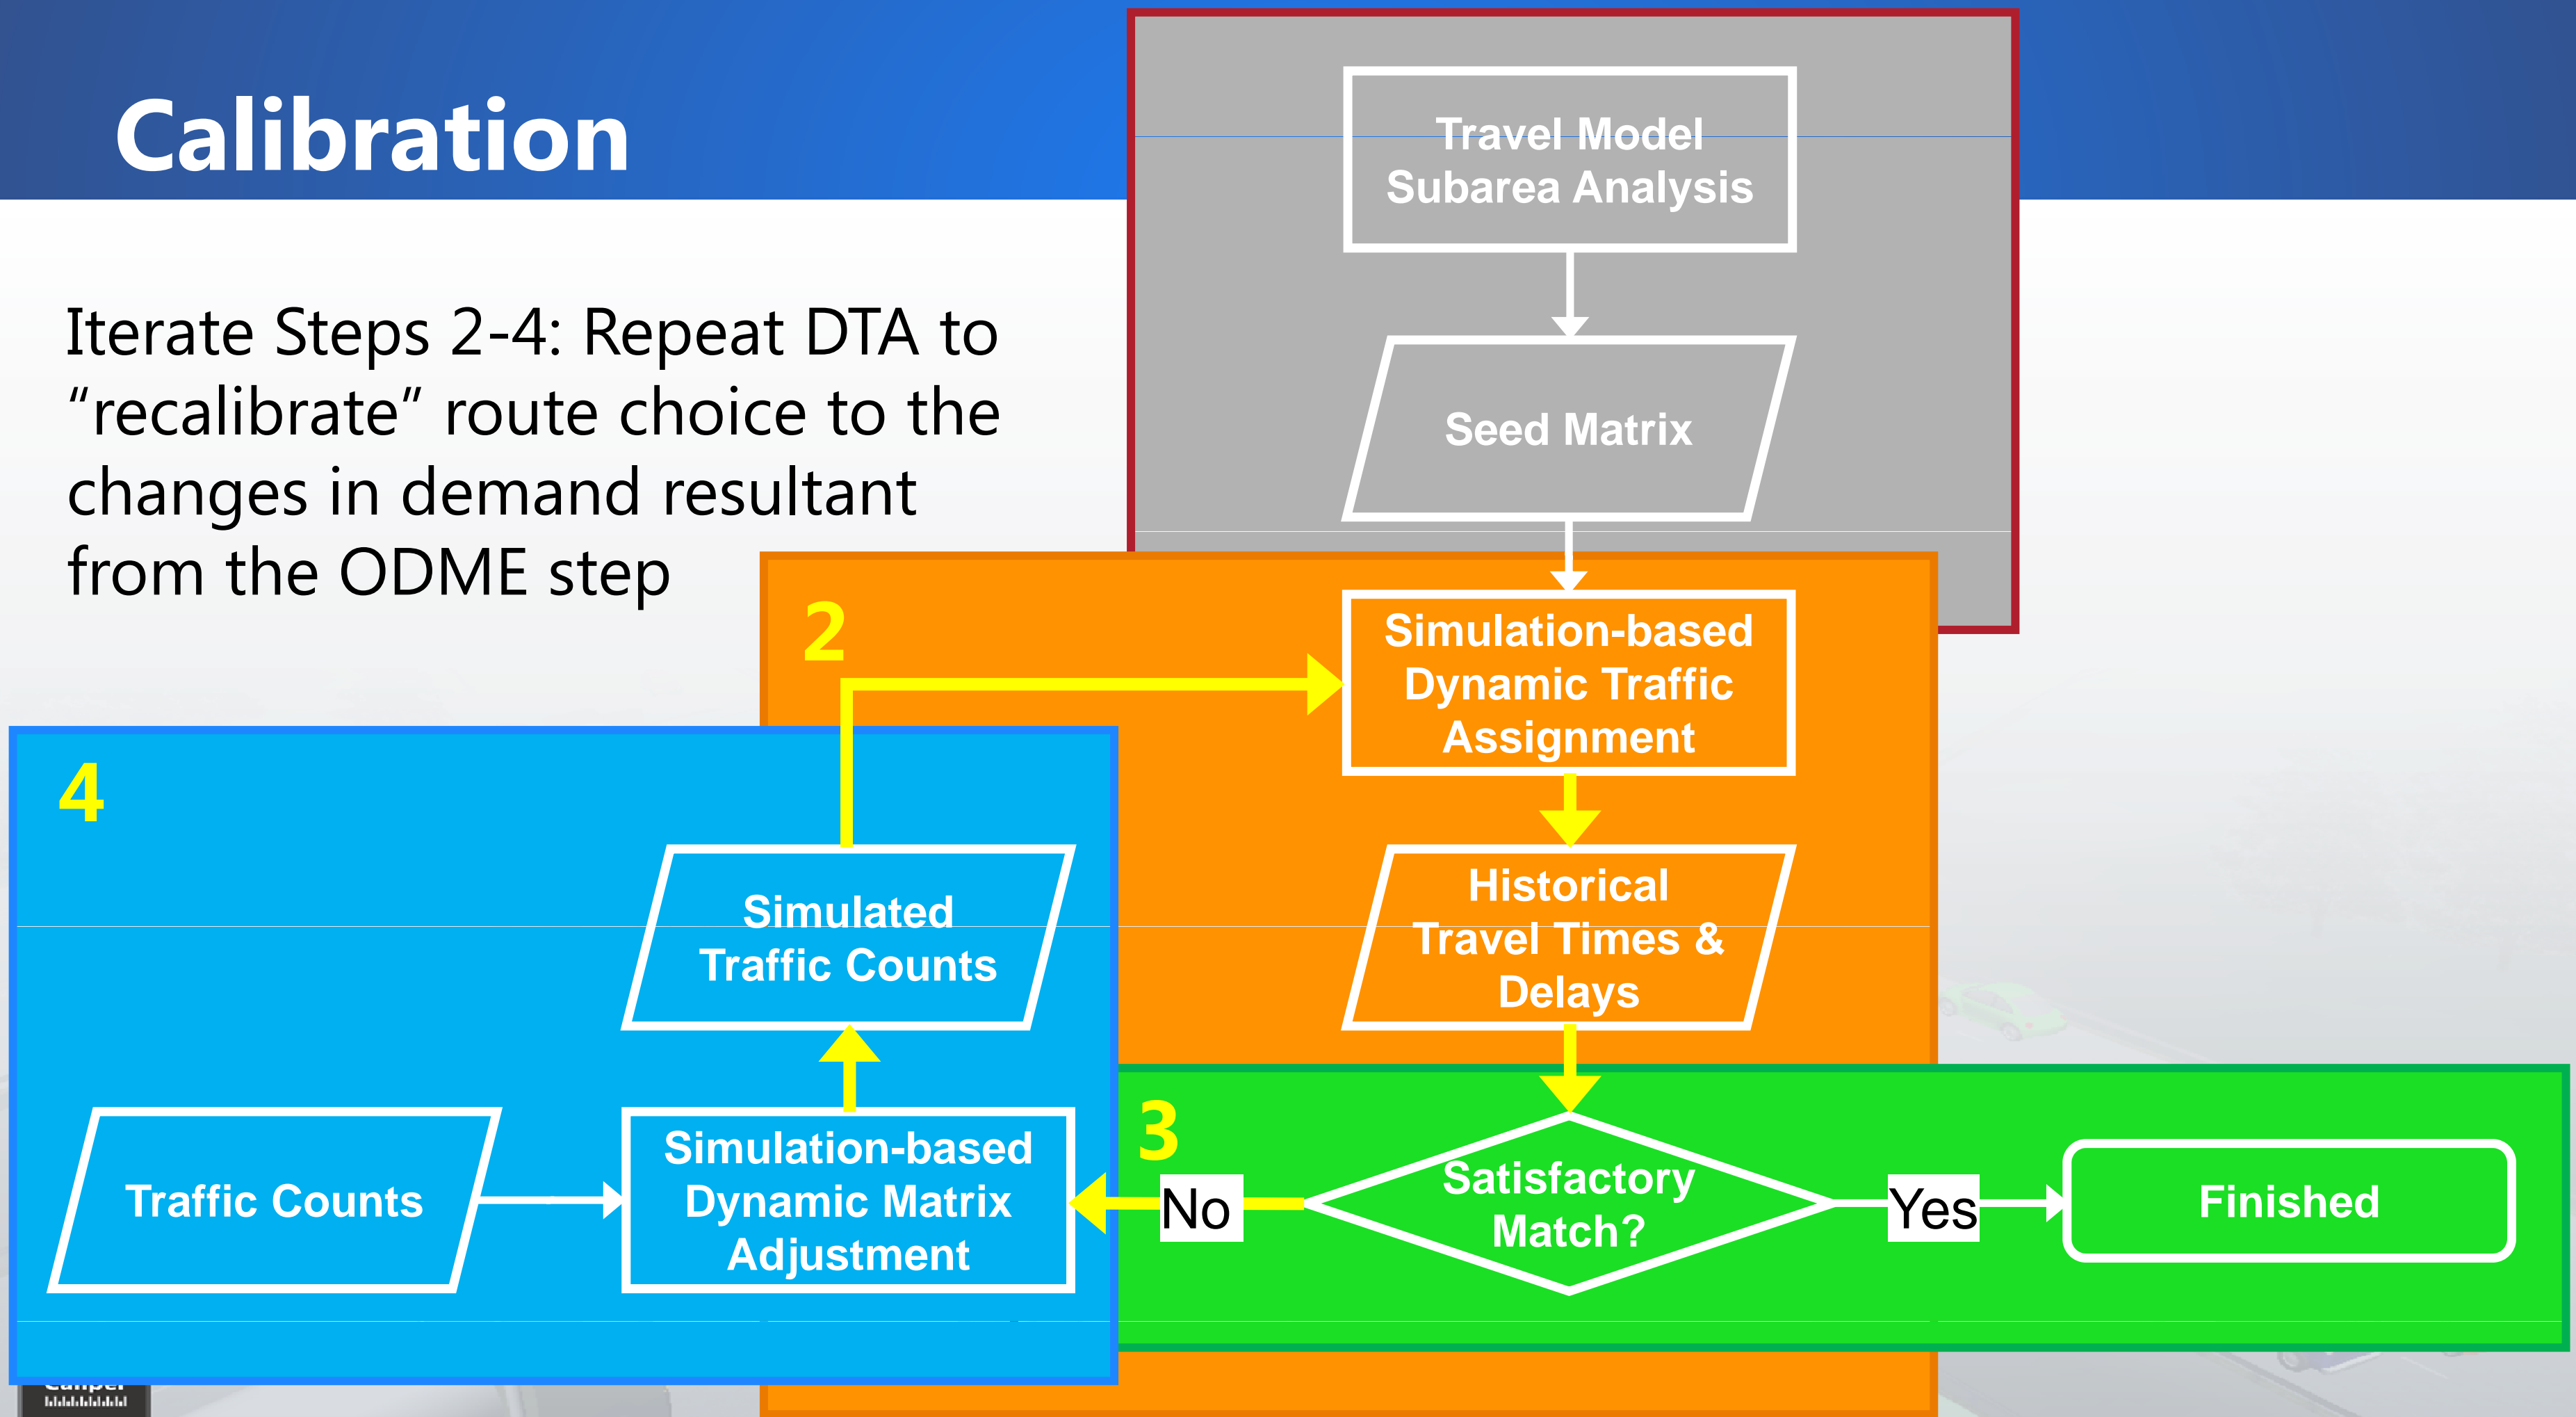 Calibration
Iterate Steps 2-4: Repeat DTA to
“recalibrate” route choice to the
changes in demand resultant
from the ODME step
Travel Model
Subarea Analysis
Seed Matrix
2
Simulation-based
Dynamic Traffic
Assignment
Historical
Travel Times &
Delays
4
Simulated
Traffic Counts
Traffic Counts
Simulation-based
Dynamic Matrix
Adjustment
3
No
Satisfactory
Match?
Yes
Finished